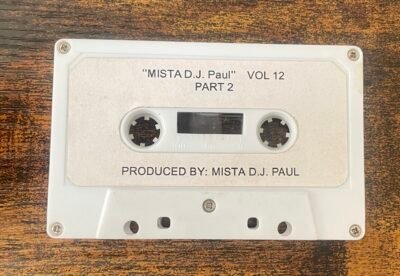 "MISTA D.J. Paul" VOL 12
PART 2
PRODUCED BY: MISTA D.J. PAUL